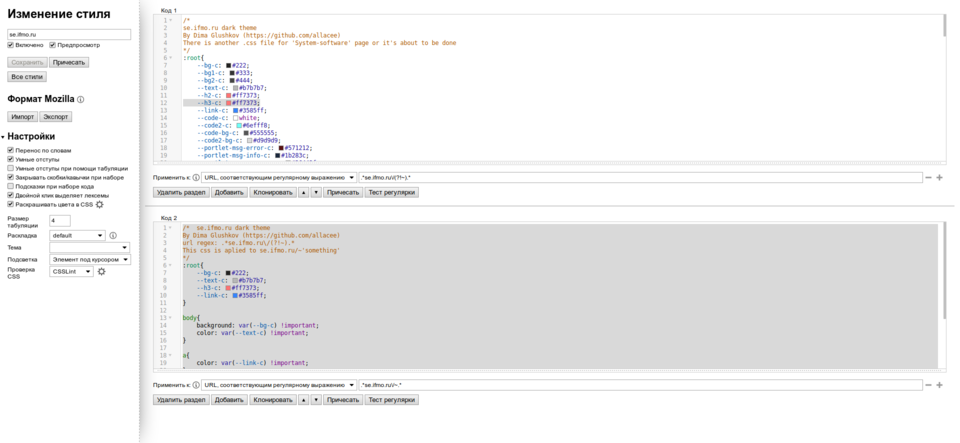 Изменение стиля
se.ifmo.ru
Включено
Предпросмотр
Сохранить
Причесать
Все стили
Формат Mozilla
Импорт
Экспорт
Настройки
Перенос по словам
Умные отступы
Умные отступы при помощи табуляции
Закрывать скобки/кавычки при наборе
Подсказки при наборе кода
Двойной клик выделяет лексемы
Раскрашивать цвета в CSS
Размер табуляции
4
Раскладка
default
Тема
Подсветка
Элемент под курсором
Проверка CSS
CSSLint
Код 1
1 /*
2 se.ifmo.ru dark theme
3 By Dima Glushkov (https://github.com/allacee)
4 There is another .css file for 'System-software' page or it's about to be done
5 */
6 :root{
7 --bg-c: #222;
8 --bg1-c: #333;
9 --bg2-c: #444;
10 --text-c: #b7b7b7;
11 --h2-c: #ff7373;
12 --h3-c: #ff7373;
13 --link-c: #3585ff;
14 --code-c: white;
15 --code2-c: #6efff8;
16 --code-bg-c: #555555;
17 --code2-bg-c: #d9d9d9;
18 --portlet-msg-error-c: #571212;
19 --portlet-msg-info-c: #1b283c;
Применить к:
URL, соответствующим регулярному выражению
.*se.ifmo.ru\/(?!~).*
Удалить раздел
Добавить
Клонировать
Причесать
Тест регулярки
Код 2
1 /*  se.ifmo.ru dark theme
2 By Dima Glushkov (https://github.com/allacee)
3 url regex: .*se.ifmo.ru\/(?!~).*
4 This css is aplied to se.ifmo.ru/~'something'
5 */
6 :root{
7 --bg-c: #222;
8 --text-c: #b7b7b7;
9 --h3-c: #ff7373;
10 --link-c: #3585ff;
11 }
12
13 body{
14 background: var(--bg-c) !important;
15 color: var(--text-c) !important;
16 }
17
18 a{
19 color: var(--link-c) !important;
Применить к:
URL, соответствующим регулярному выражению
.*se.ifmo.ru\/~.*
Удалить раздел
Добавить
Клонировать
Причесать
Тест регулярки